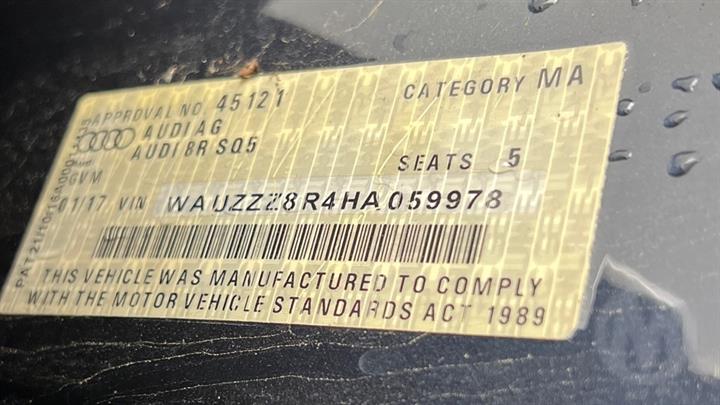 APPROVAL NO 45121 CATEGORY MA
AUDI AG
AUDI 8R SQ5
GVM SEATS 5
01/17 VIN WAUZZZ8R4HA059978
THIS VEHICLE WAS MANUFACTURED TO COMPLY
WITH THE MOTOR VEHICLE STANDARDS ACT 1989